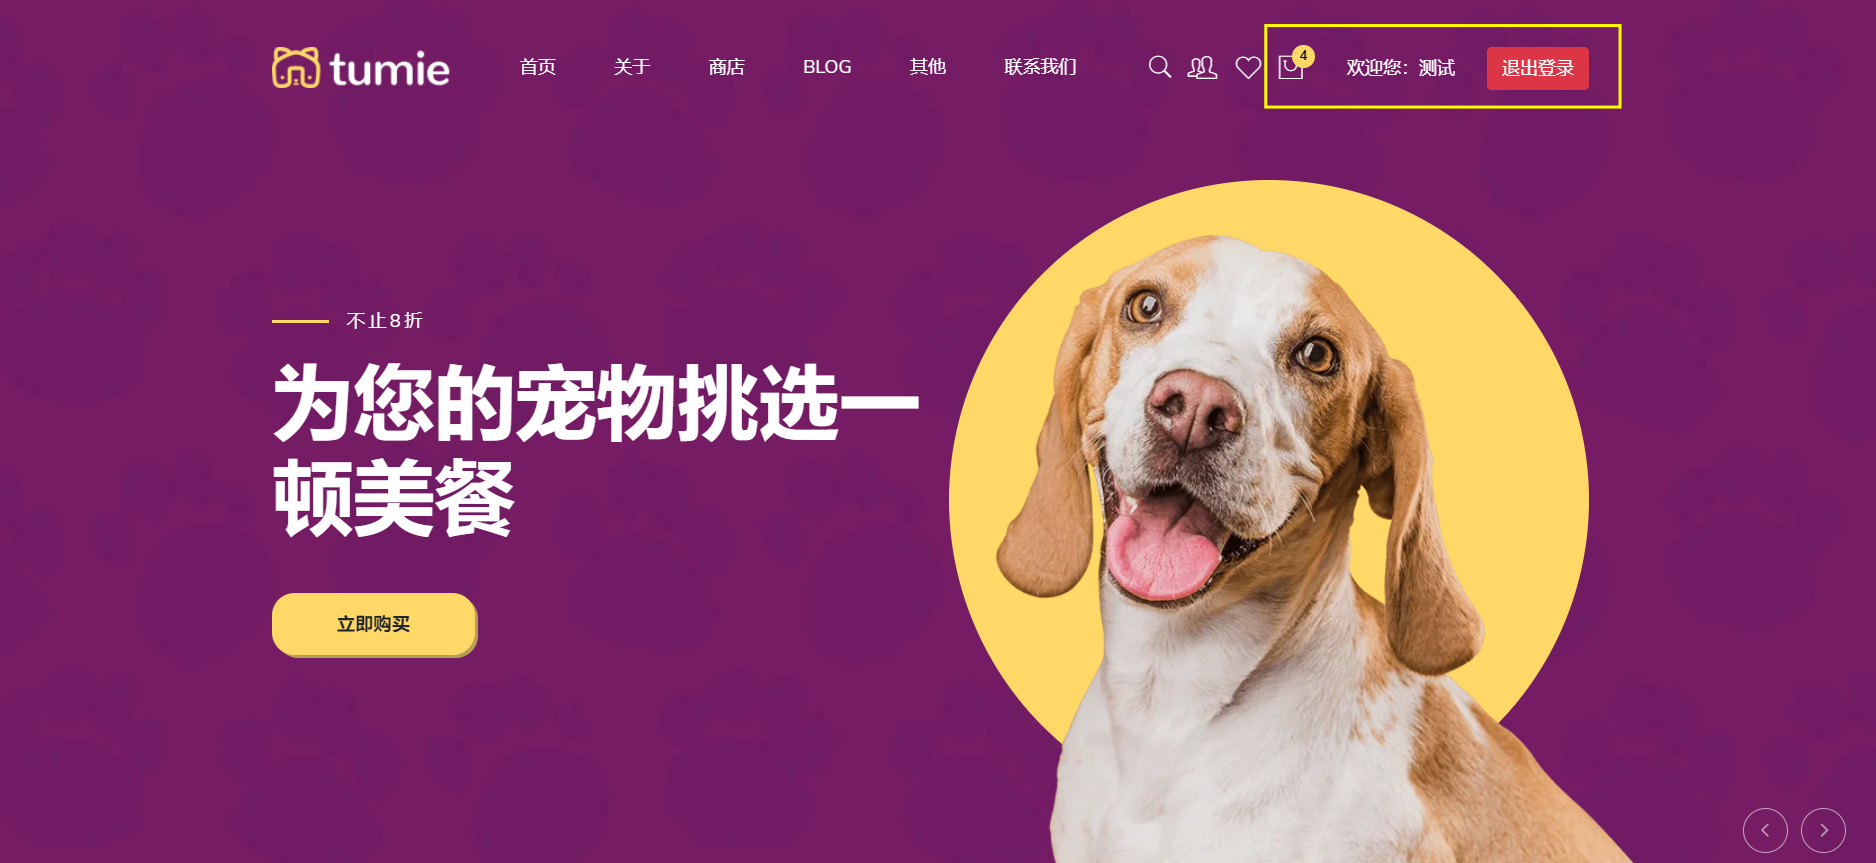 tumie
首页 关于 商店 BLOG 其他 联系我们 4 欢迎您：测试 退出登录
不止8折
为您的宠物挑选一
顿美餐
立即购买